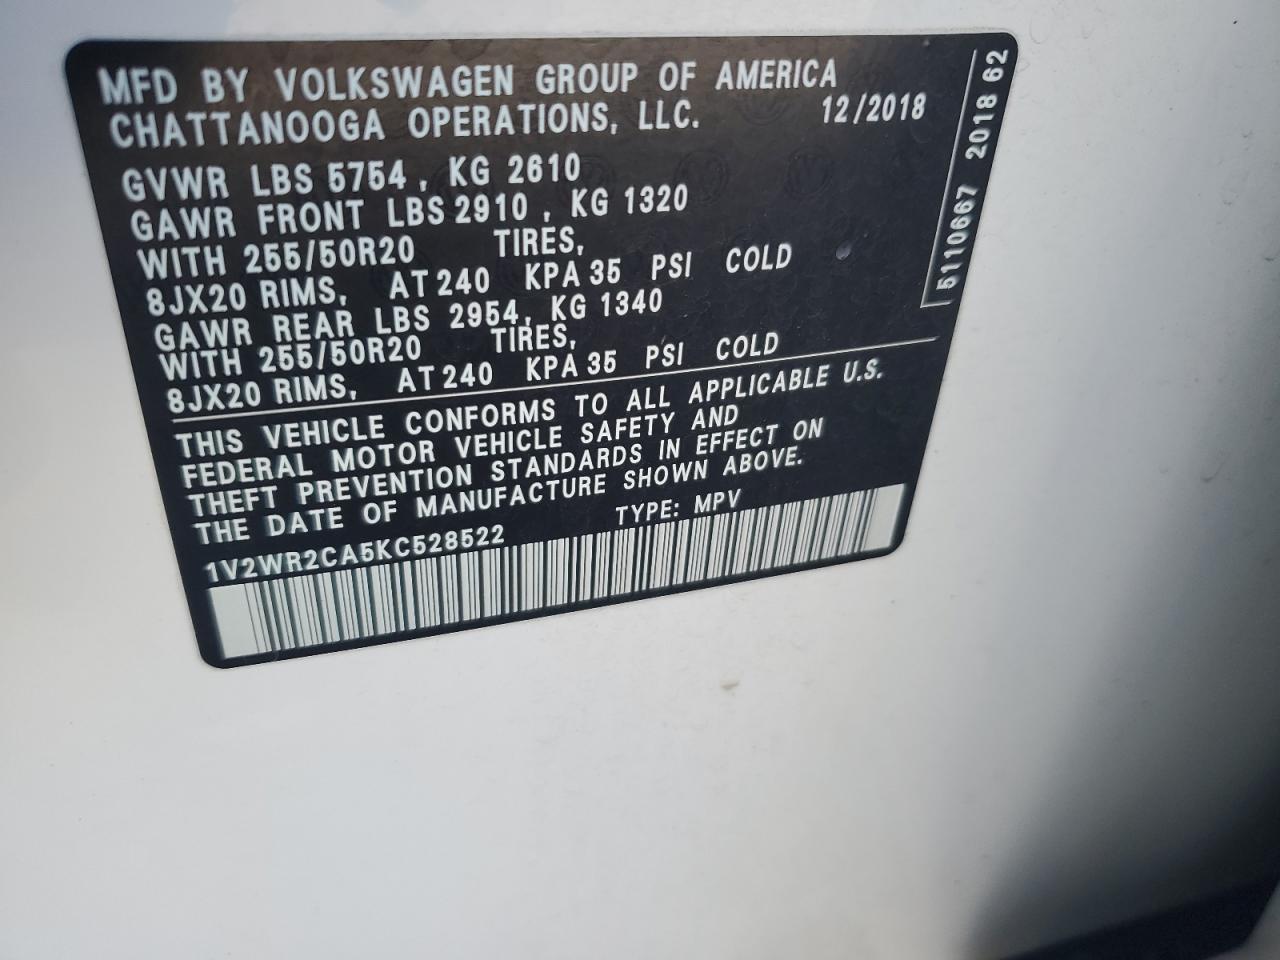 MFD BY VOLKSWAGEN GROUP OF AMERICA
CHATTANOOGA OPERATIONS, LLC. 12/2018
GVWR LBS 5754, KG 2610
GAWR FRONT LBS 2910, KG 1320
WITH 255/50R20 TIRES,
8JX20 RIMS, AT 240 KPA 35 PSI COLD
GAWR REAR LBS 2954, KG 1340
WITH 255/50R20 TIRES,
8JX20 RIMS, AT 240 KPA 35 PSI COLD
THIS VEHICLE CONFORMS TO ALL APPLICABLE U.S.
FEDERAL MOTOR VEHICLE SAFETY AND
THEFT PREVENTION STANDARDS IN EFFECT ON
THE DATE OF MANUFACTURE SHOWN ABOVE.
1V2WR2CA5KC528522 TYPE: MPV
5110667 2018 62